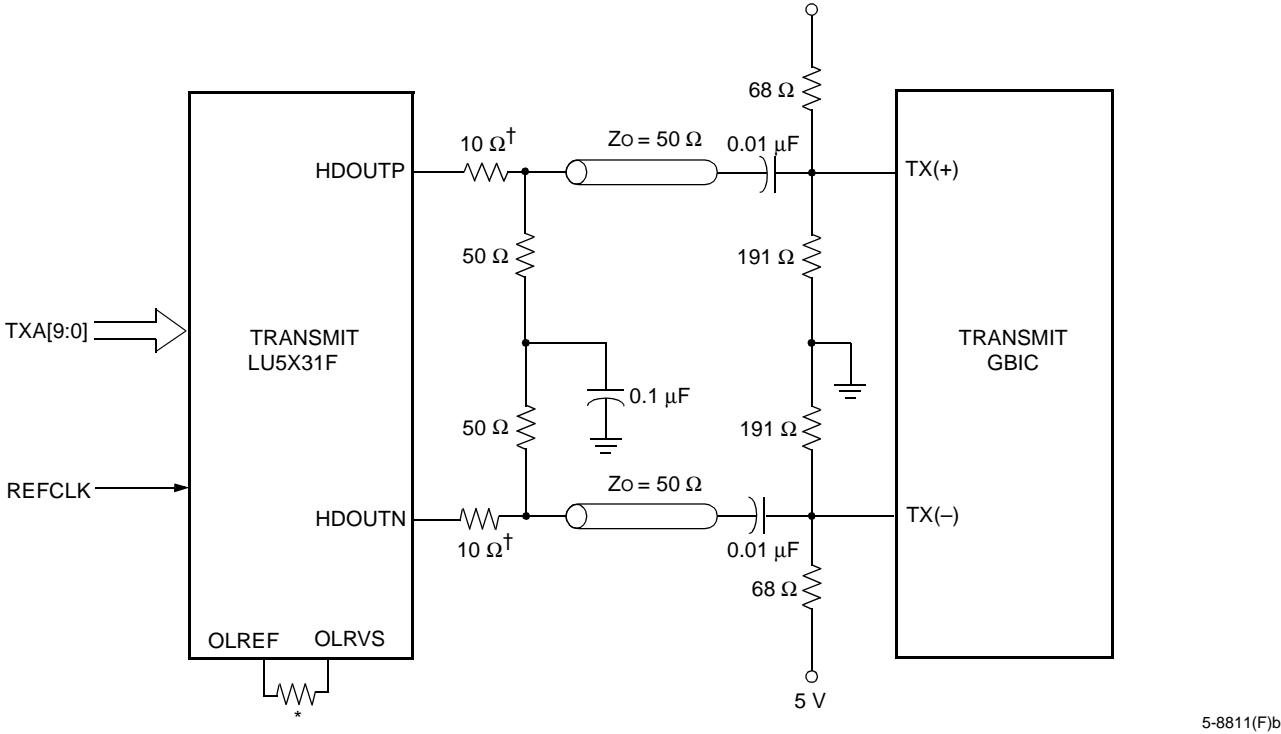 68 Ω
10 Ω†
ZO = 50 Ω
0.01 μF
HDOUTP
TX(+)
50 Ω
191 Ω
TXA[9:0]
TRANSMIT
LU5X31F
TRANSMIT
GBIC
0.1 μF
50 Ω
191 Ω
REFCLK
ZO = 50 Ω
HDOUTN
TX(–)
10 Ω†
0.01 μF
68 Ω
OLREF
OLRVS
*
5 V
5-8811(F)b